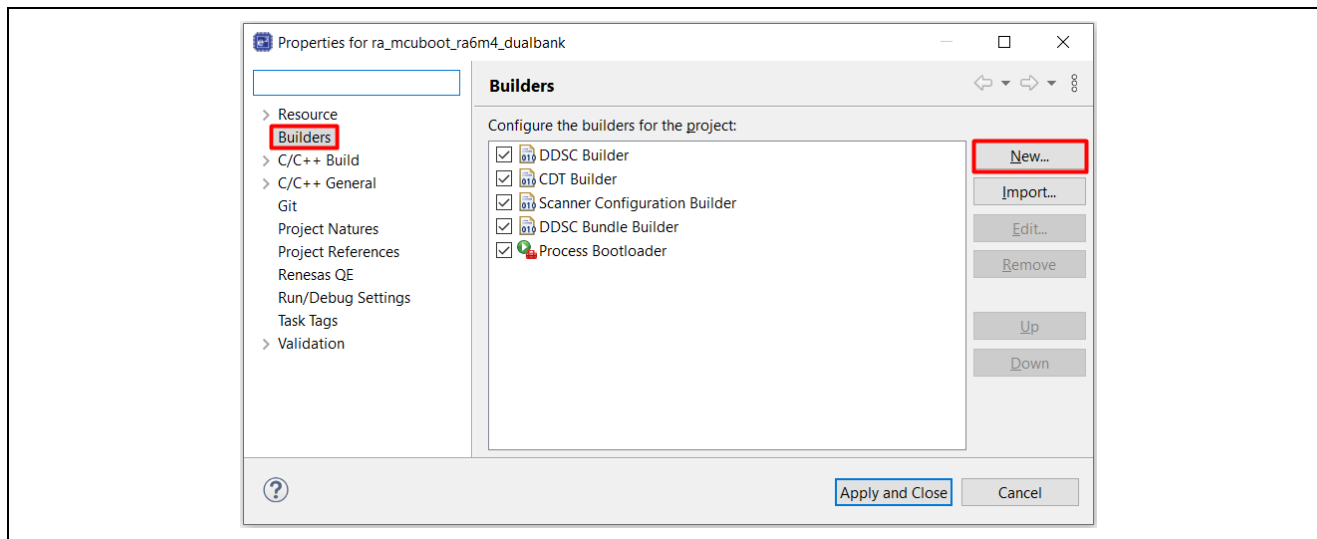 Properties for ra_mcuboot_ra6m4_dualbank
Builders
Resource
Builders
C/C++ Build
C/C++ General
Git
Project Natures
Project References
Renesas QE
Run/Debug Settings
Task Tags
Validation
Configure the builders for the project:
DDSC Builder
CDT Builder
Scanner Configuration Builder
DDSC Bundle Builder
Process Bootloader
New...
Import...
Edit...
Remove
Up
Down
Apply and Close
Cancel